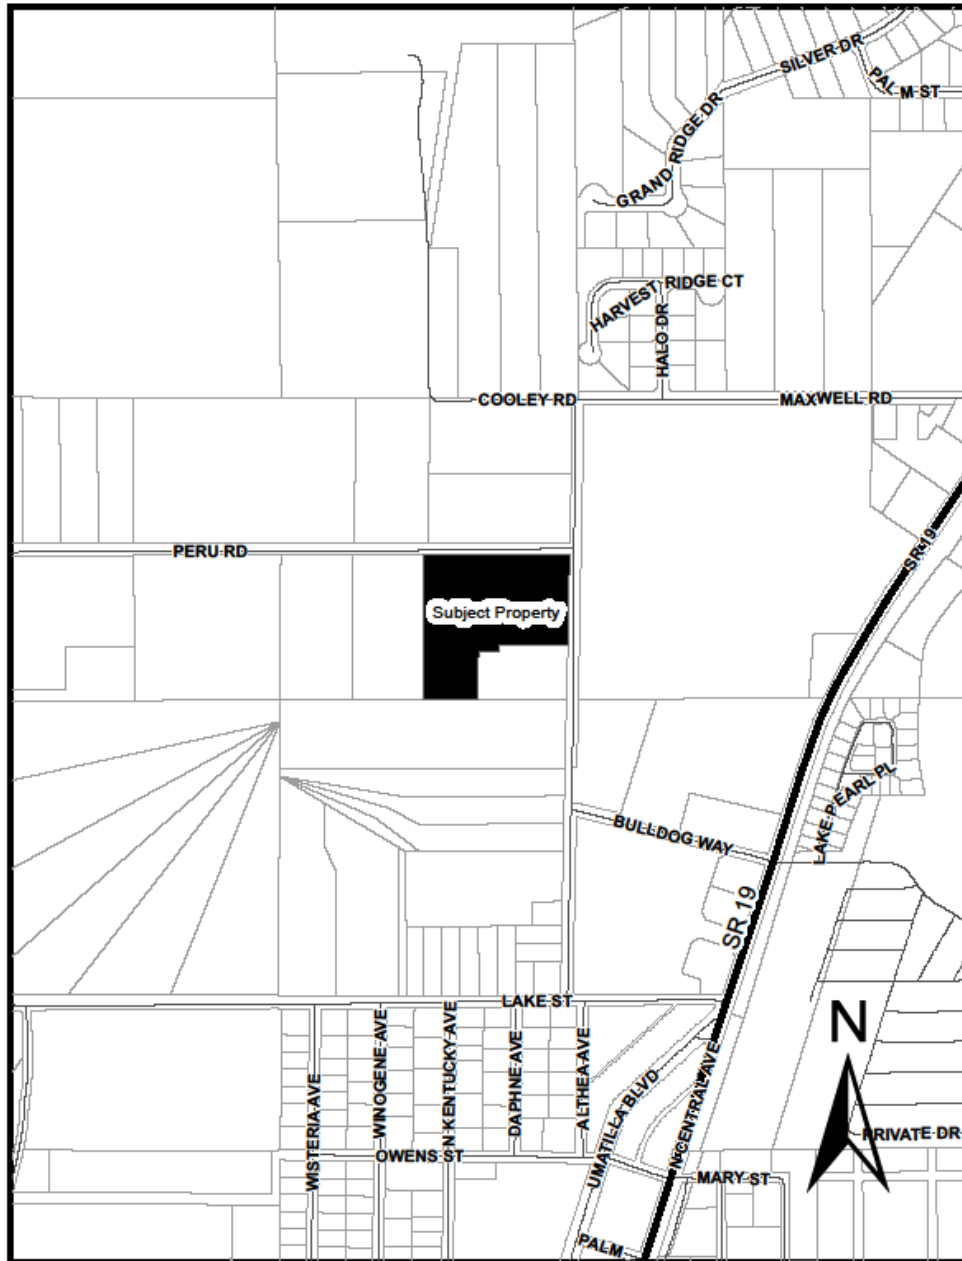 SILVER DR
PALM ST
GRAND RIDGE DR
HARVEST RIDGE CT
HALO DR
COOLEY RD
MAXWELL RD
SR 19
PERU RD
Subject Property
LAKE PEARL PL
BULLDOG WAY
SR 19
LAKE ST
N
WISTERIA AVE
WINOGENE AVE
N KENTUCKY AVE
DAPHNE AVE
ALTHEA AVE
UMATILLA BLVD
N CENTRAL AVE
PRIVATE DR
OWENS ST
MARY ST
PALM